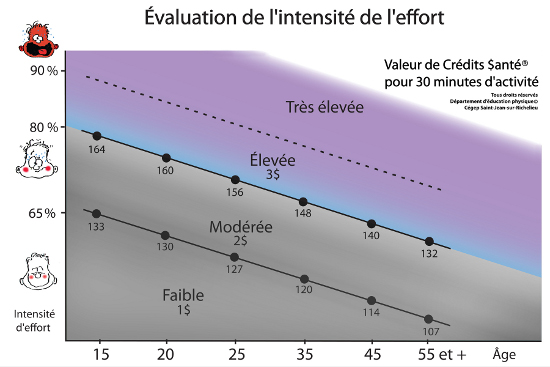 Évaluation de l'intensité de l'effort
Valeur de Crédits $anté®
pour 30 minutes d'activité
Tous droits réservés
Département d'éducation physique©
Cégep Saint-Jean-sur-Richelieu
90 %
Très élevée
80 %
164
160
Élevée
3$
156
148
140
132
65 %
133
130
Modérée
2$
127
120
114
107
Faible
1$
Intensité
d'effort
15 20 25 35 45 55 et + Âge